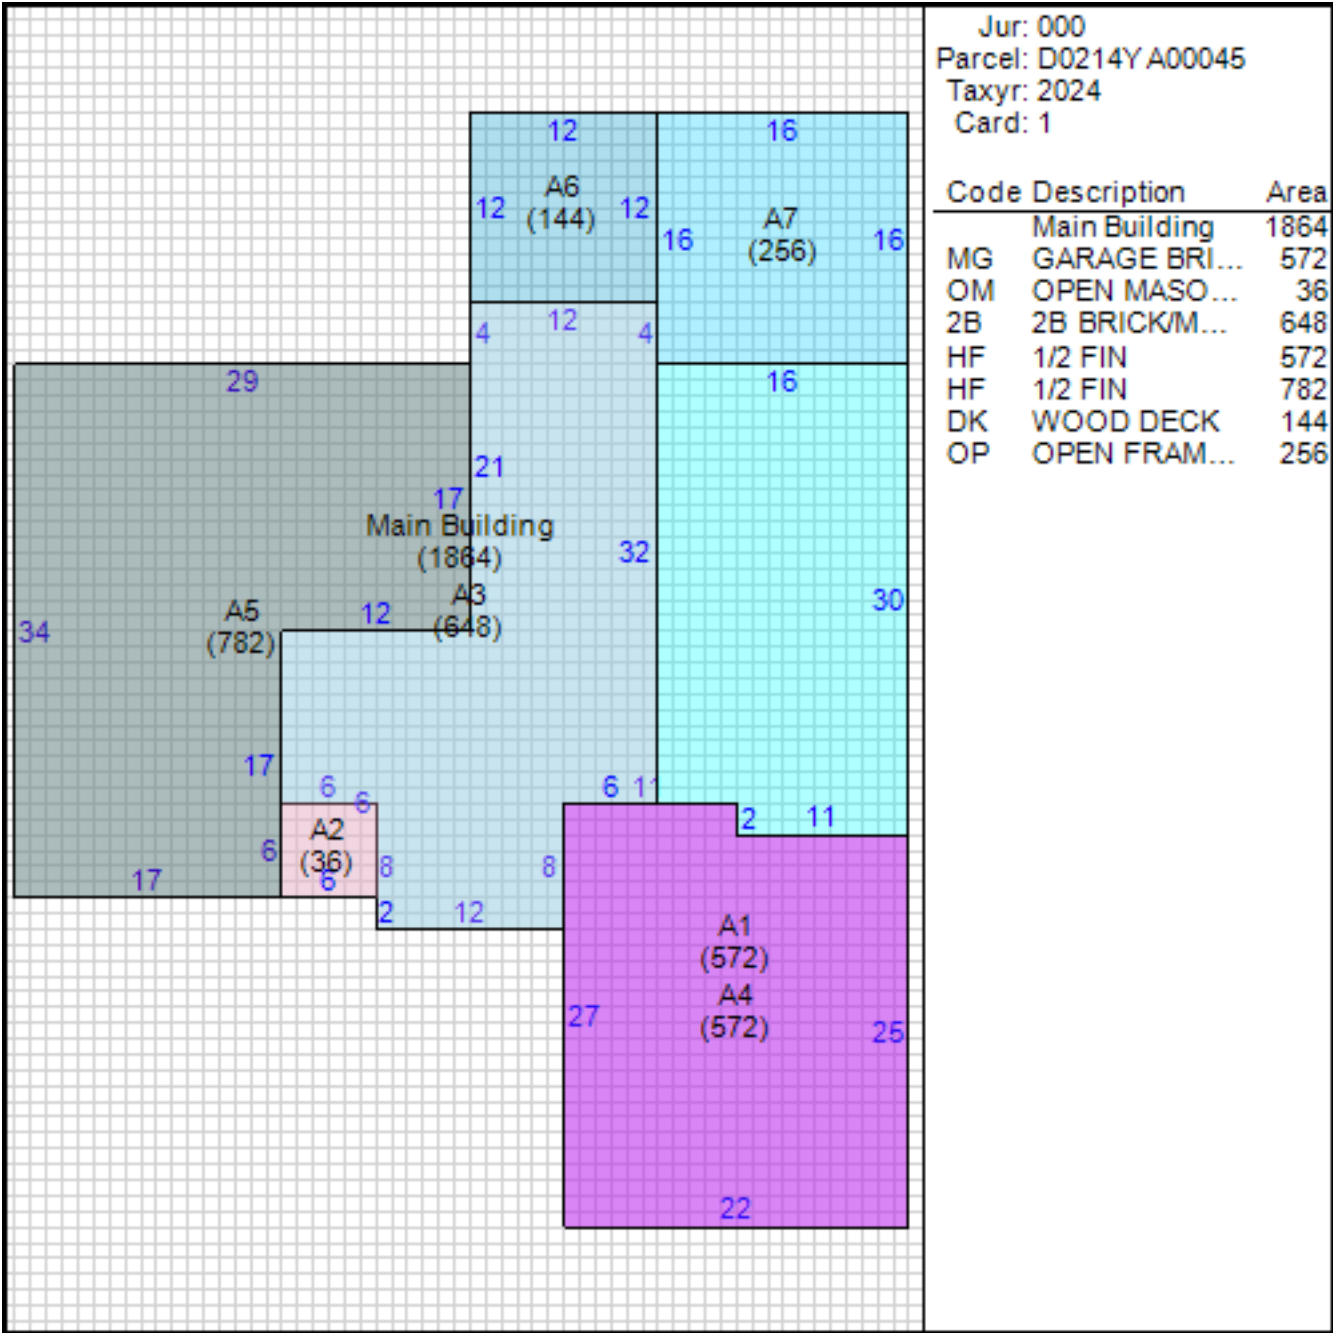 Jur: 000
Parcel: D0214Y A00045
Taxyr: 2024
Card: 1
Code Description Area
Main Building 1864
MG GARAGE BRI... 572
OM OPEN MASO... 36
2B 2B BRICK/M... 648
HF 1/2 FIN 572
HF 1/2 FIN 782
DK WOOD DECK 144
OP OPEN FRAM... 256
12 16
A6
12 (144) 12
A7
16 (256) 16
4 12 4
29 16
21
17
Main Building
(1864)
32
A3
(648)
12
A5
(782)
34
30
17
6 6 6 11
2 11
A2
(36)
6 6 8 8
17
2 12
A1
(572)
A4
(572)
27 25
22